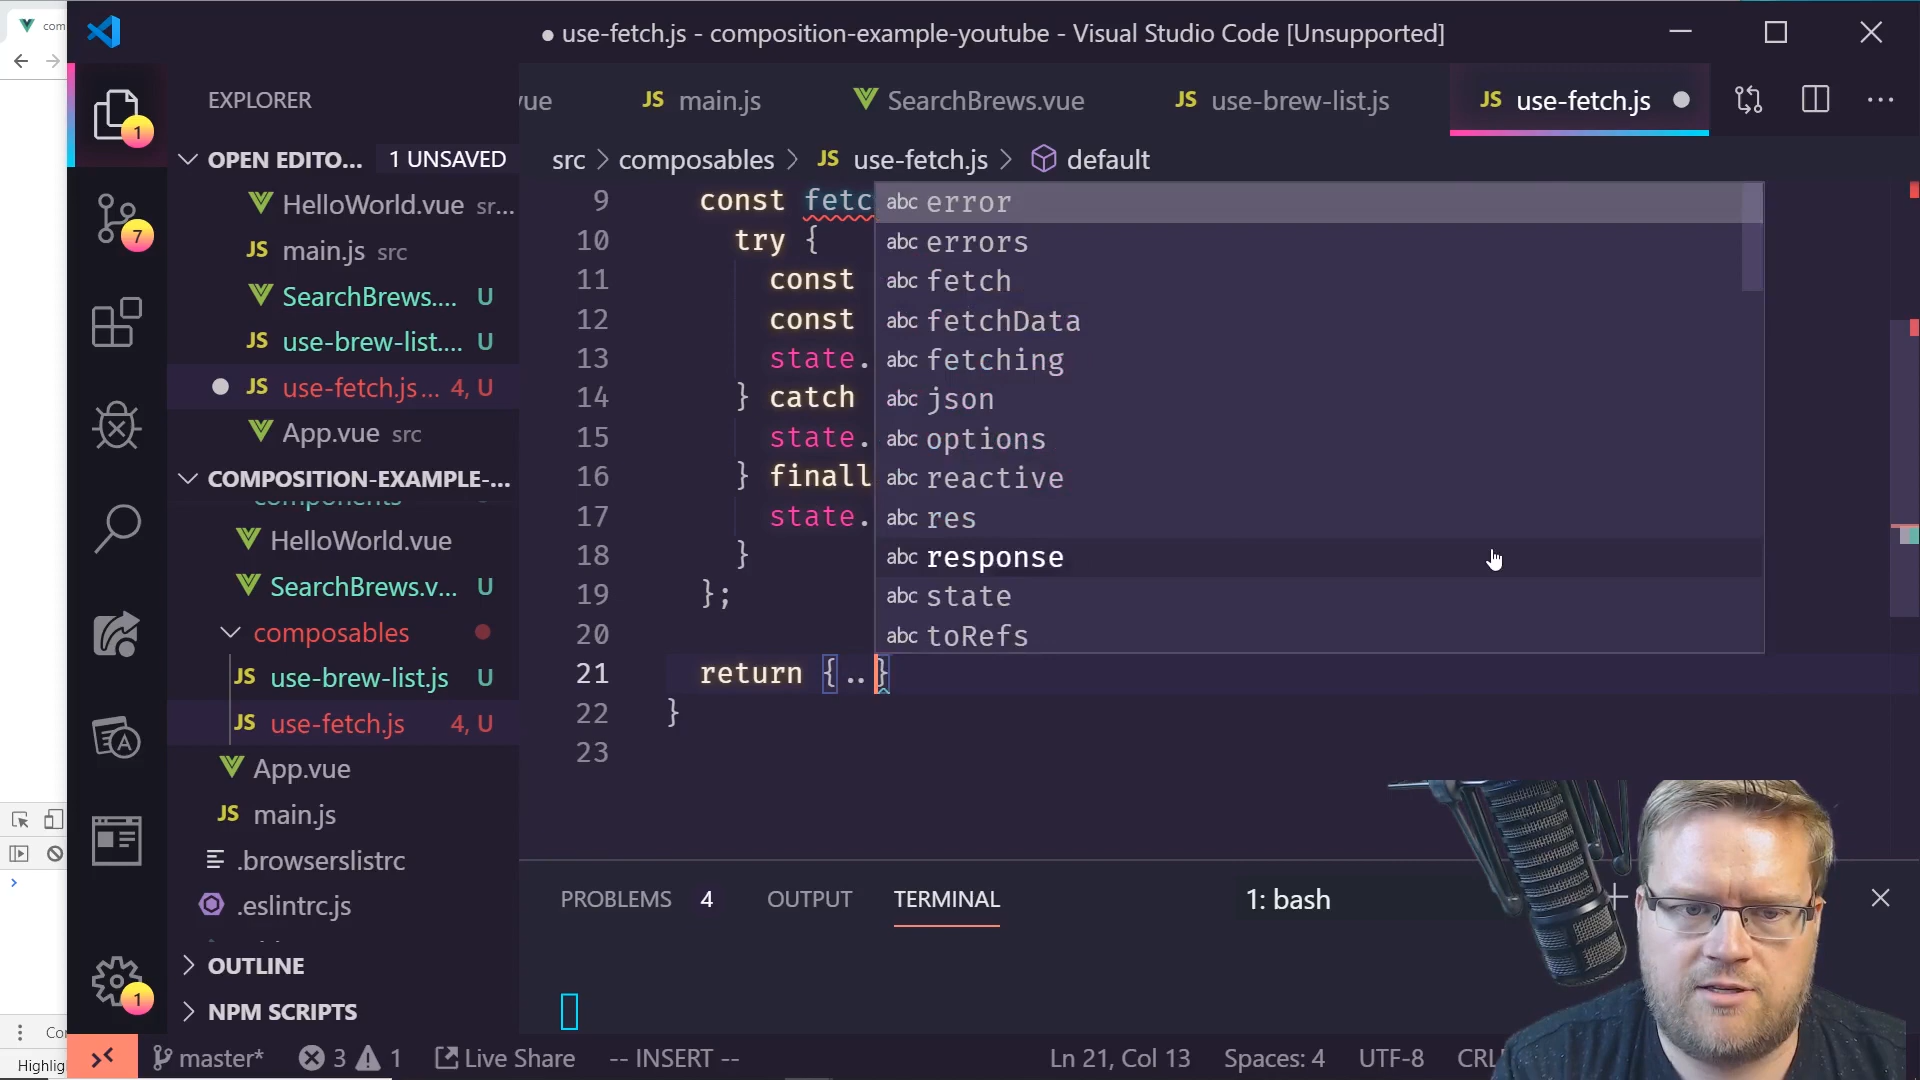 com
● use-fetch.js - composition-example-youtube - Visual Studio Code [Unsupported]
EXPLORER
vue
JS main.js
SearchBrews.vue
JS use-brew-list.js
JS use-fetch.js
1
OPEN EDITO... 1 UNSAVED
src > composables > JS use-fetch.js > default
HelloWorld.vue sr...
JS main.js src
SearchBrews.... U
JS use-brew-list.... U
JS use-fetch.js... 4, U
App.vue src
7
COMPOSITION-EXAMPLE-...
components
HelloWorld.vue
SearchBrews.v... U
composables
JS use-brew-list.js U
JS use-fetch.js 4, U
App.vue
JS main.js
.browserslistrc
.eslintrc.js
OUTLINE
NPM SCRIPTS
1
9 const fetc
10 try {
11 const
12 const
13 state.
14 } catch
15 state.
16 } finall
17 state.
18 }
19 };
20
21 return {..}
22 }
23
abc error
abc errors
abc fetch
abc fetchData
abc fetching
abc json
abc options
abc reactive
abc res
abc response
abc state
abc toRefs
PROBLEMS 4 OUTPUT TERMINAL 1: bash
Highlig
master* 3 1 Live Share -- INSERT -- Ln 21, Col 13 Spaces: 4 UTF-8